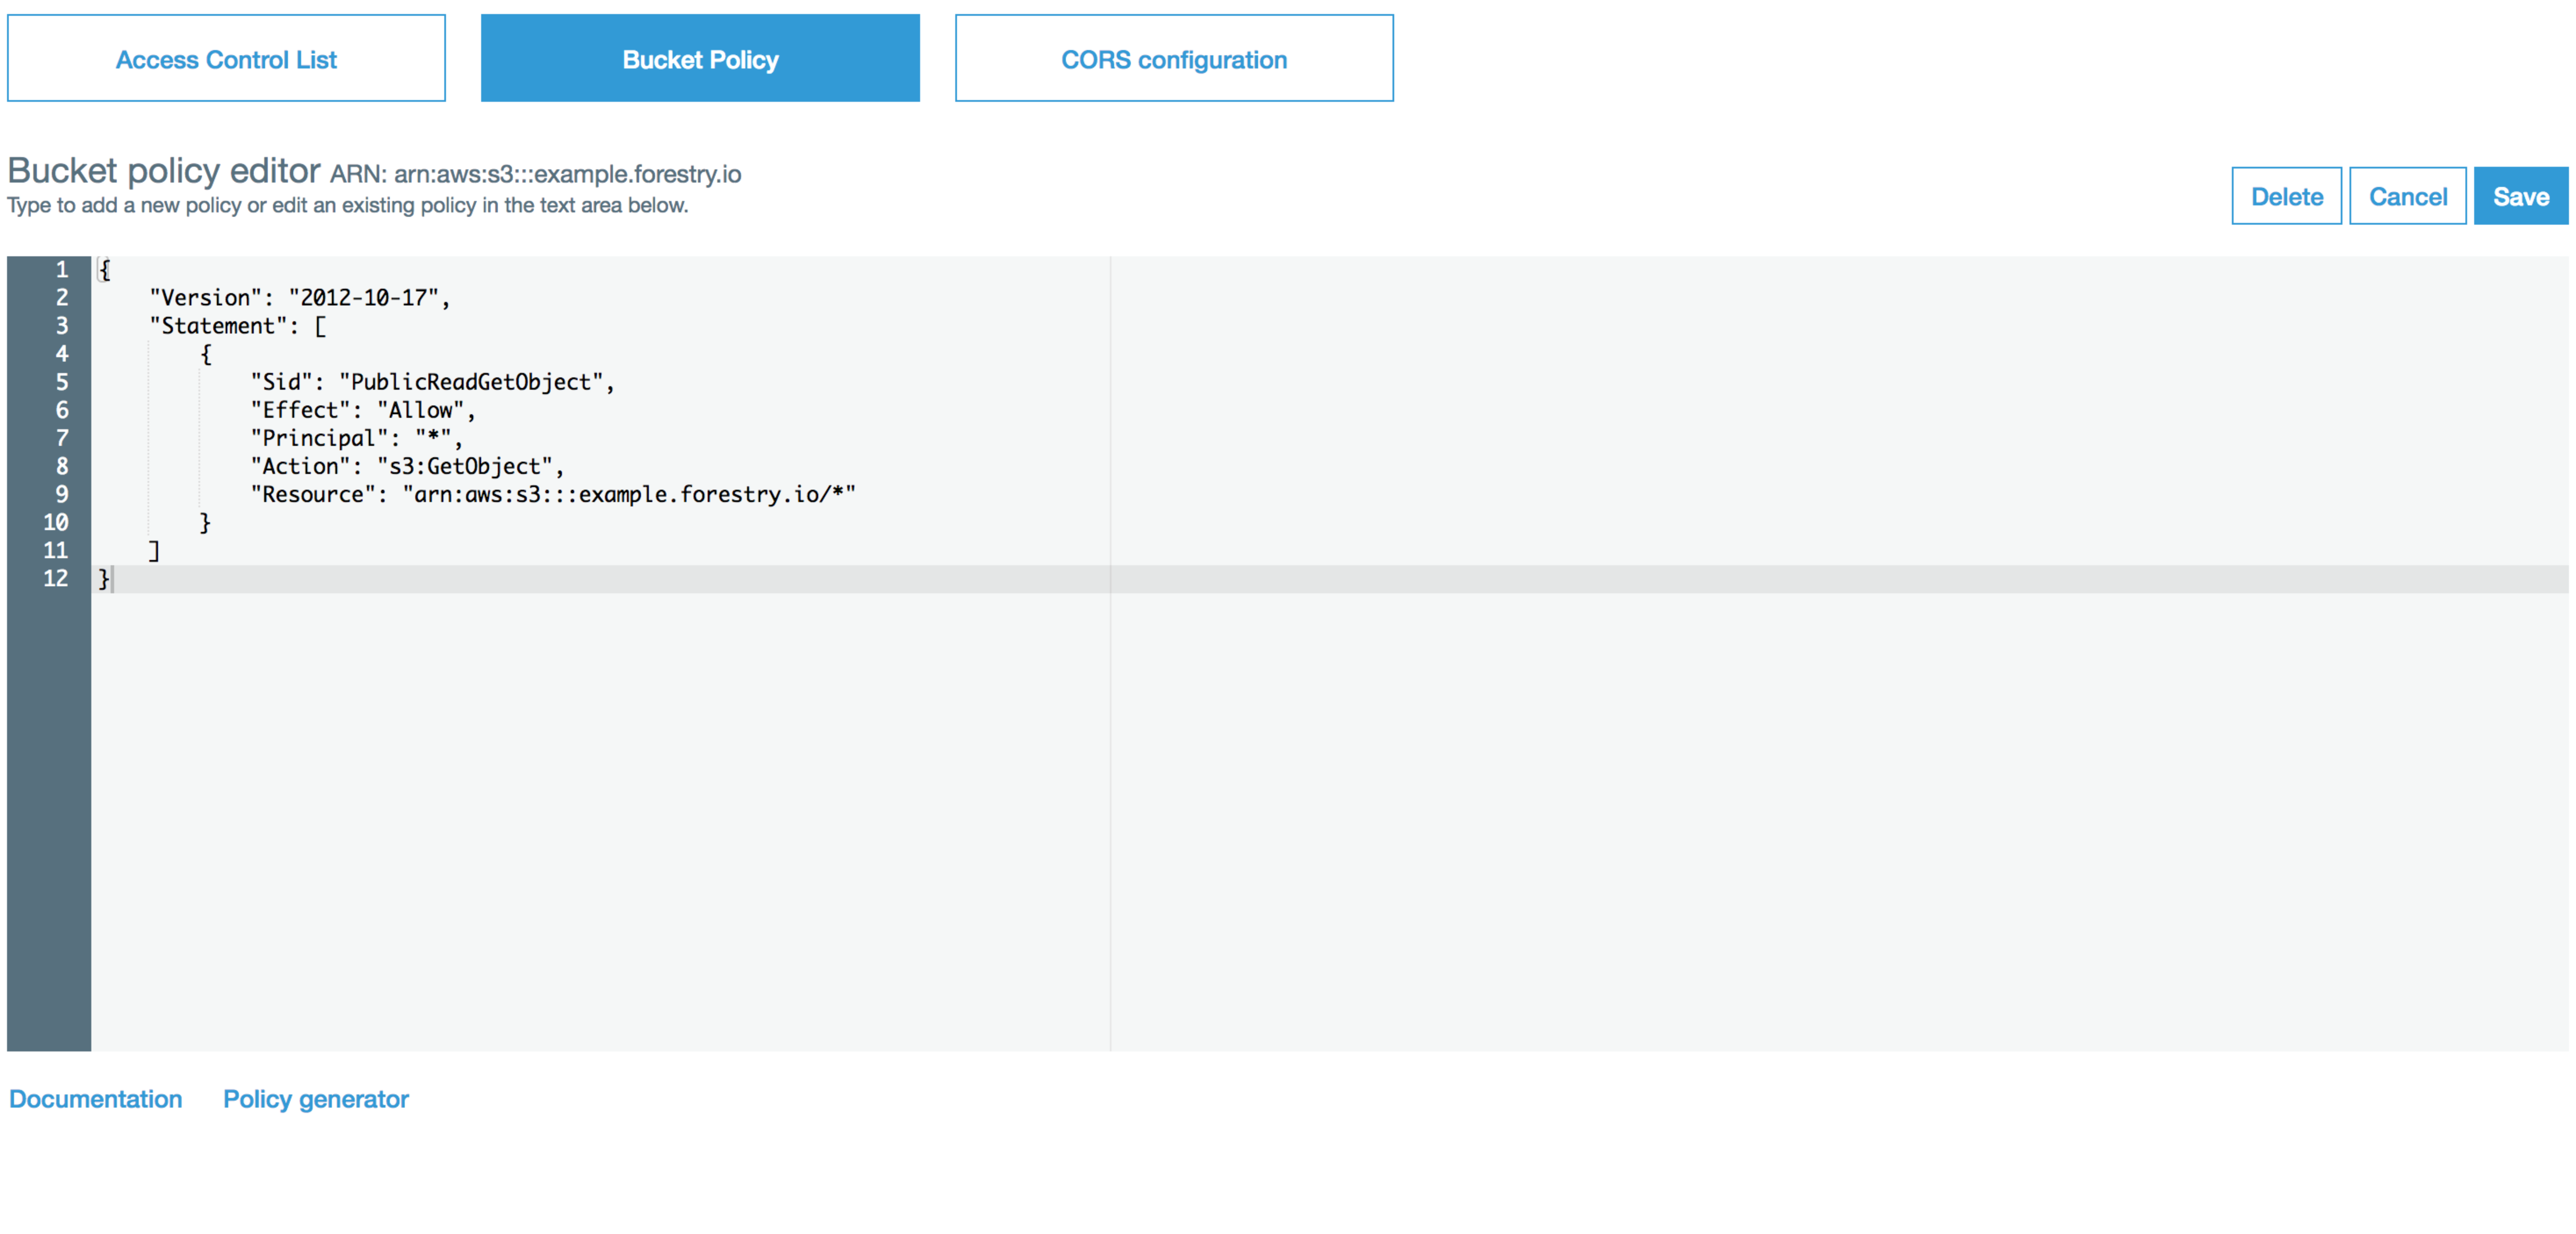 Access Control List
Bucket Policy
CORS configuration
Bucket policy editor ARN: arn:aws:s3:::example.forestry.io
Type to add a new policy or edit an existing policy in the text area below.
Delete
Cancel
Save
1 {
2     "Version": "2012-10-17",
3     "Statement": [
4         {
5             "Sid": "PublicReadGetObject",
6             "Effect": "Allow",
7             "Principal": "*",
8             "Action": "s3:GetObject",
9             "Resource": "arn:aws:s3:::example.forestry.io/*"
10         }
11     ]
12 }
Documentation
Policy generator